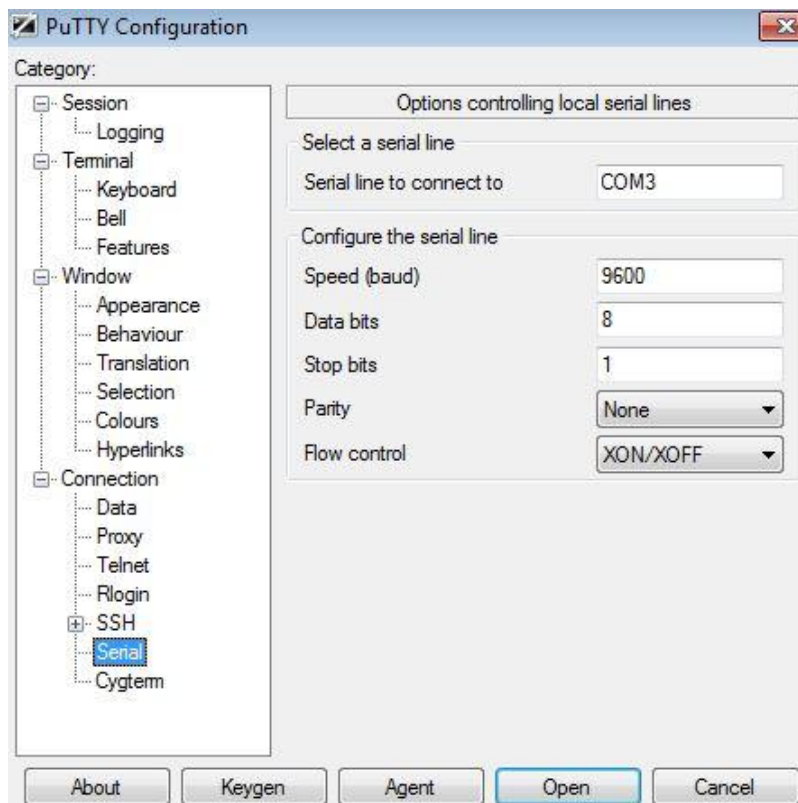 PuTTY Configuration
Category:
Session
Logging
Terminal
Keyboard
Bell
Features
Window
Appearance
Behaviour
Translation
Selection
Colours
Hyperlinks
Connection
Data
Proxy
Telnet
Rlogin
SSH
Serial
Cygterm
Options controlling local serial lines
Select a serial line
Serial line to connect to COM3
Configure the serial line
Speed (baud) 9600
Data bits 8
Stop bits 1
Parity None
Flow control XON/XOFF
About Keygen Agent Open Cancel